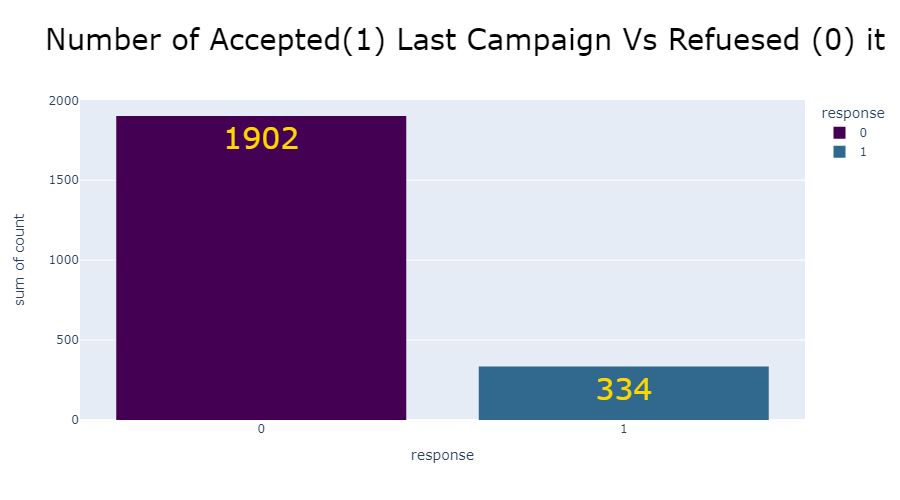 Number of Accepted(1) Last Campaign Vs Refuesed (0) it
2000
1500
1000
500
0
sum of count
1902
334
0
1
response
response
0
1